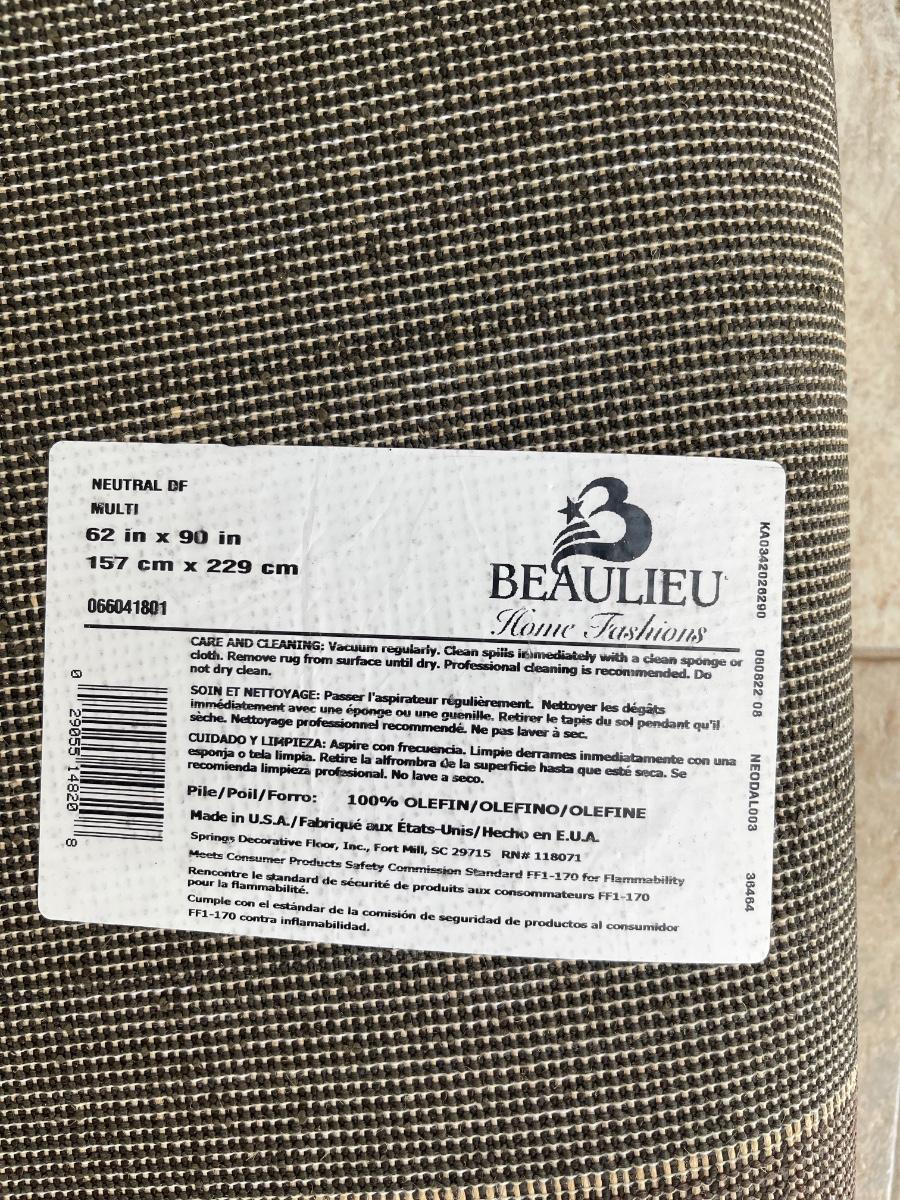 NEUTRAL DF
MULTI
62 in x 90 in
157 cm x 229 cm
066041801
BEAULIEU
Home Fashions
CARE AND CLEANING: Vacuum regularly. Clean spills immediately with a clean sponge or
cloth. Remove rug from surface until dry. Professional cleaning is recommended. Do
not dry clean.
SOIN ET NETTOYAGE: Passer l'aspirateur régulièrement. Nettoyer les dégâts
immédiatement avec une éponge ou une guenille. Retirer le tapis du sol pendant qu'il
sèche. Nettoyage professionnel recommendé. Ne pas laver à sec.
CUIDADO Y LIMPIEZA: Aspire con frecuencia. Limpie derrames inmediatamente con una
esponja o tela limpia. Retire la alfrombra de la superficie hasta que esté seca. Se
recomienda limpieza profesional. No lave a seco.
Pile/Poil/Forro: 100% OLEFIN/OLEFINO/OLEFINE
Made in U.S.A./Fabriqué aux États-Unis/Hecho en E.U.A.
Springs Decorative Floor, Inc., Fort Mill, SC 29715 RN# 118071
Meets Consumer Products Safety Commission Standard FF1-170 for Flammability
Rencontre le standard de sécurité de produits aux consommateurs FF1-170
pour la flammabilité.
Cumple con el estándar de la comisión de seguridad de productos al consumidor
FF1-170 contra inflamabilidad.
0 29055 14820 8
KA0342026290 080822 08 NEODAL003 36464